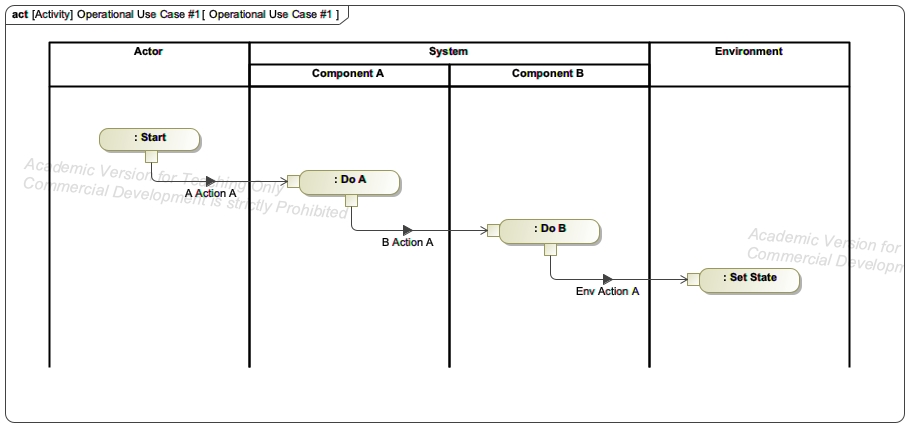 act [Activity] Operational Use Case #1 [ Operational Use Case #1 ]
Actor
System
Environment
Component A
Component B
: Start
Academic Version for Teaching Only
Commercial Development is strictly Prohibited
A Action A
: Do A
B Action A
: Do B
Academic Version for
Commercial Developm
Env Action A
: Set State